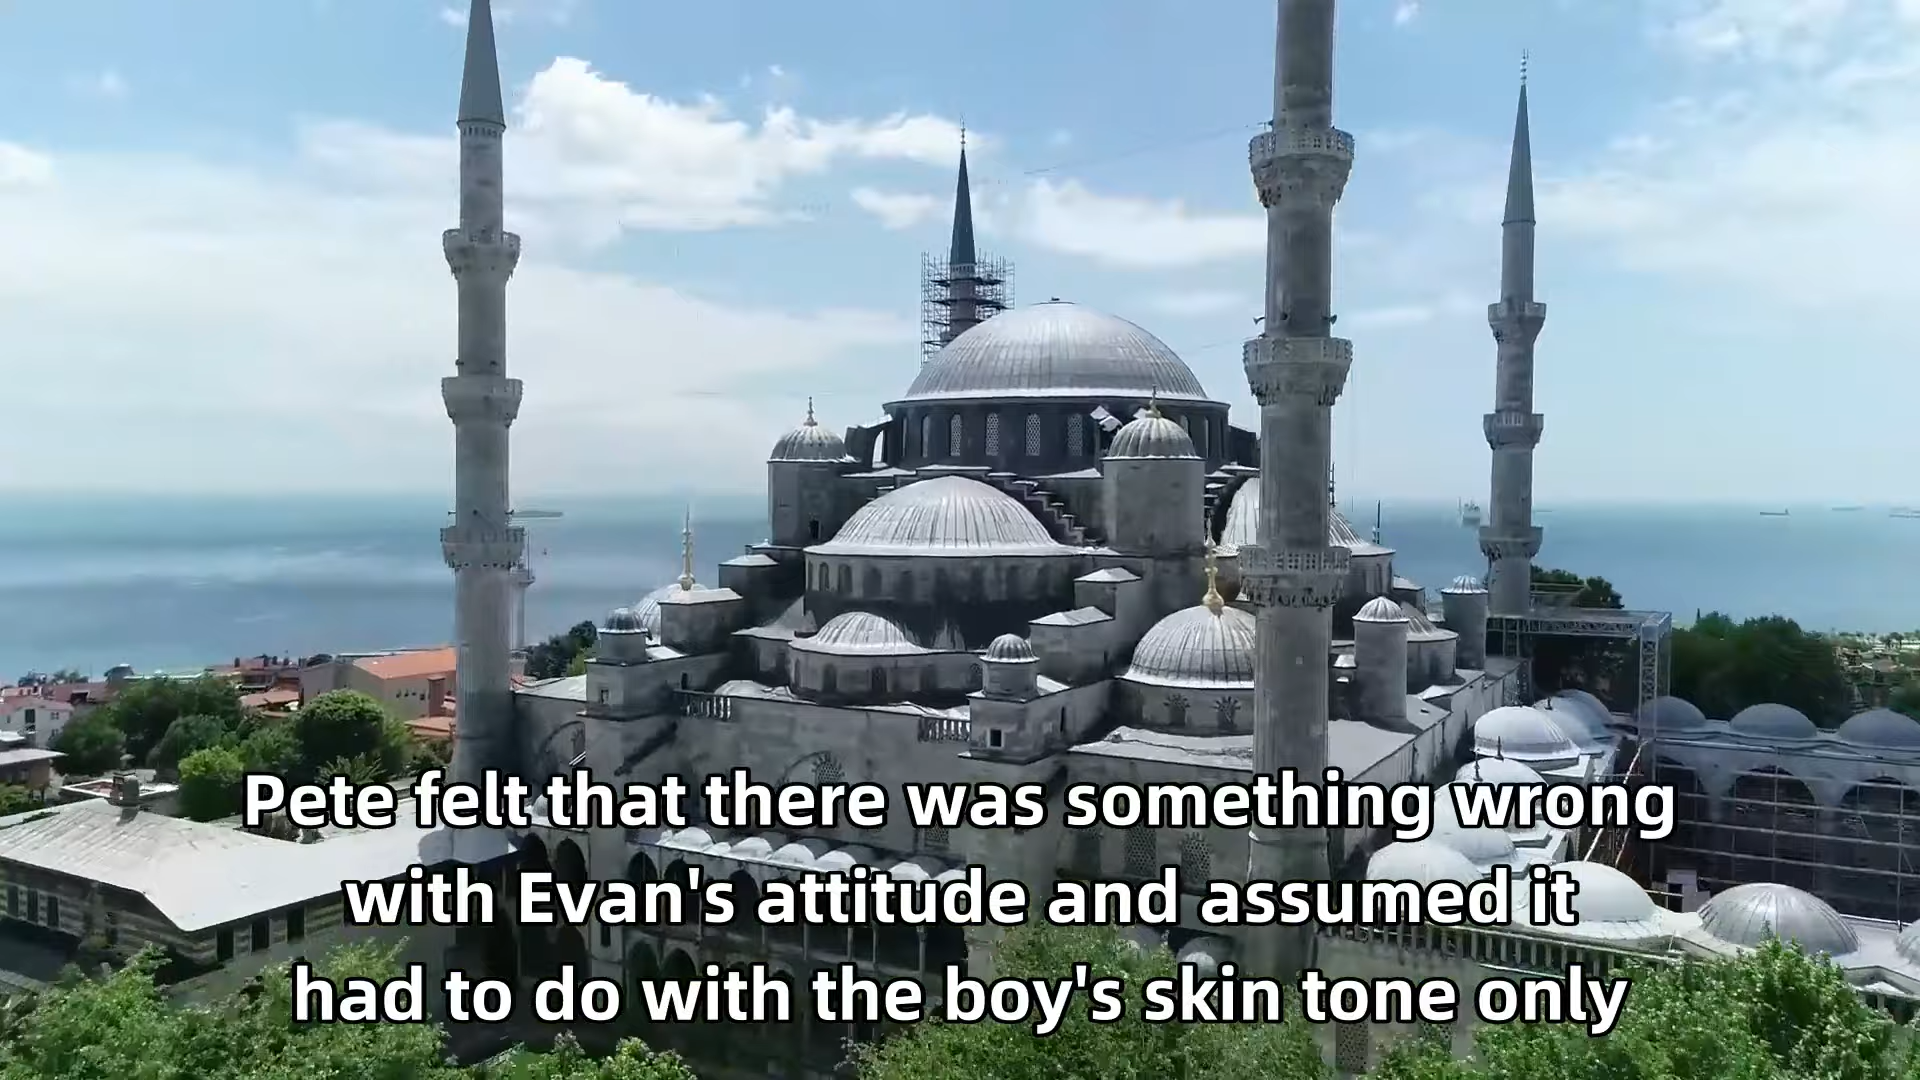 Pete felt that there was something wrong
with Evan's attitude and assumed it
had to do with the boy's skin tone only